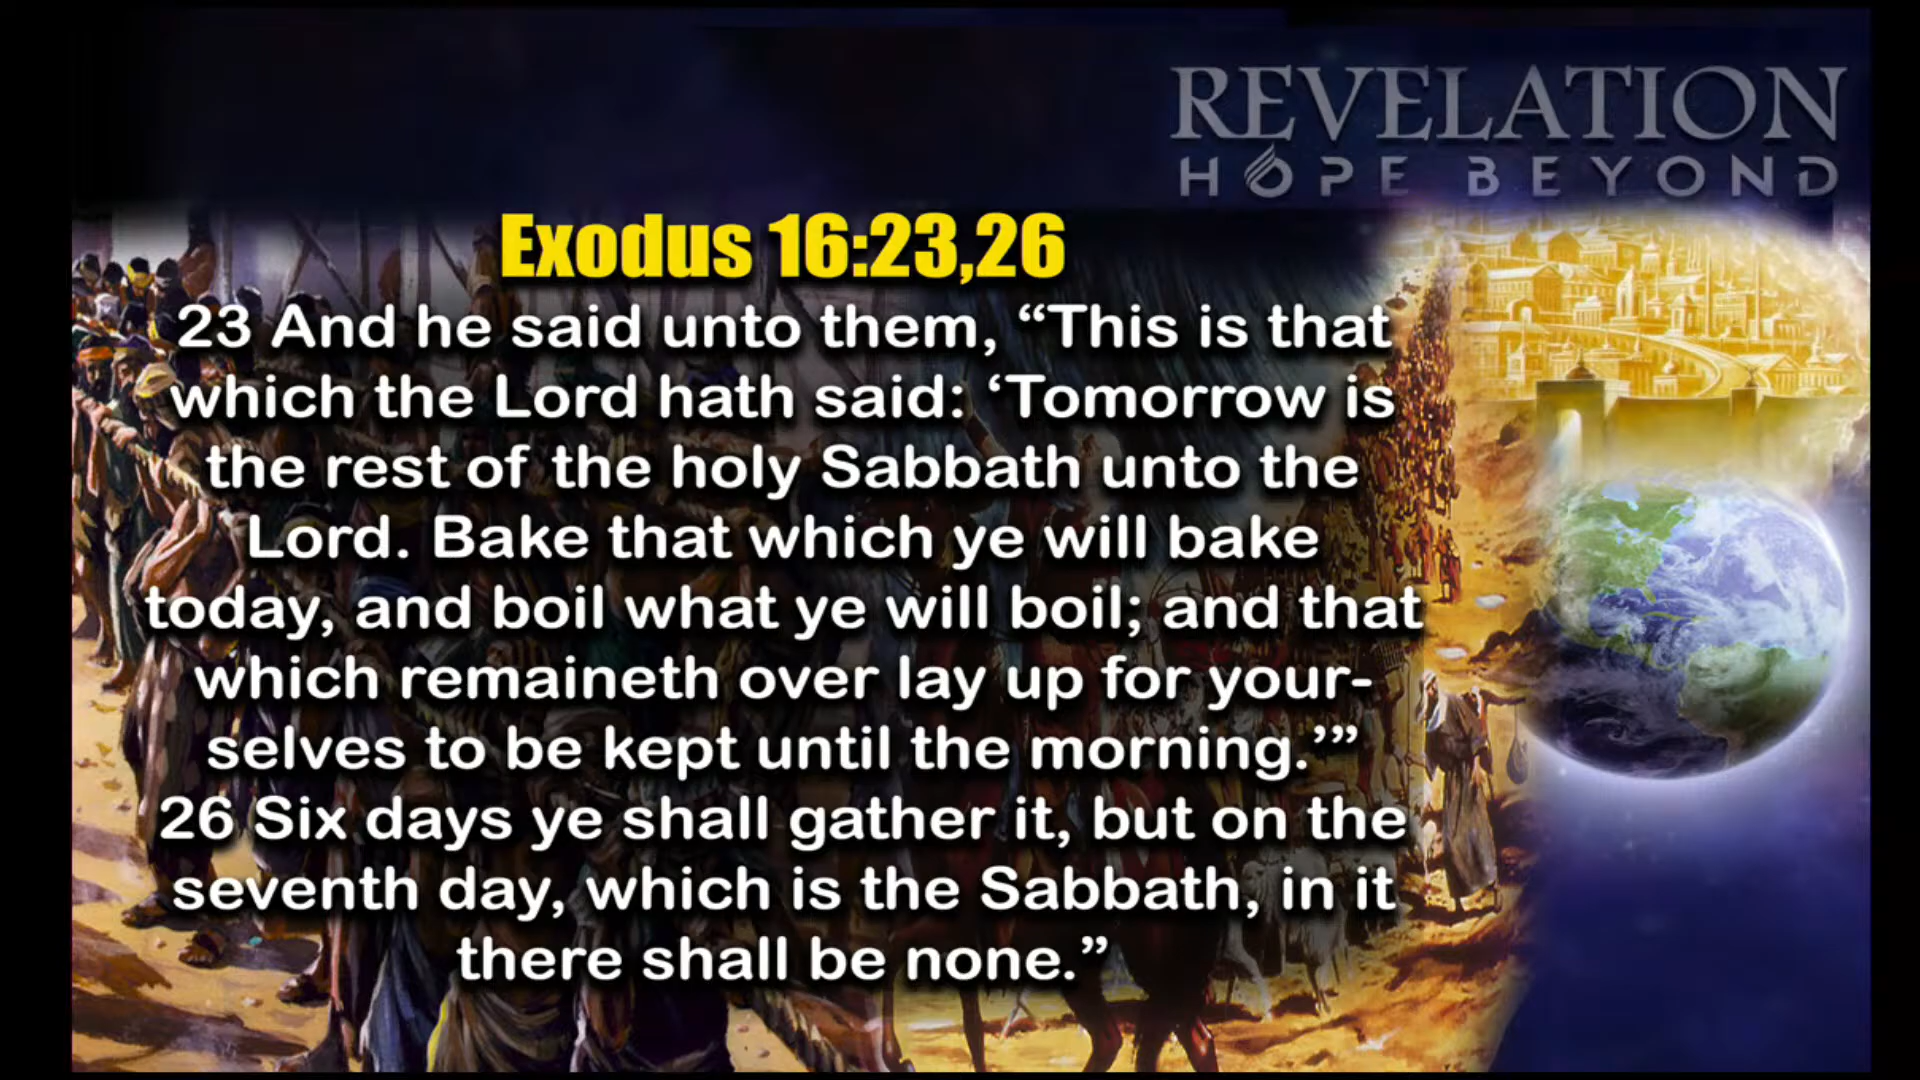 REVELATION
HOPE BEYOND
Exodus 16:23,26
23 And he said unto them, “This is that
which the Lord hath said: ‘Tomorrow is
the rest of the holy Sabbath unto the
Lord. Bake that which ye will bake
today, and boil what ye will boil; and that
which remaineth over lay up for your-
selves to be kept until the morning.’”
26 Six days ye shall gather it, but on the
seventh day, which is the Sabbath, in it
there shall be none.”